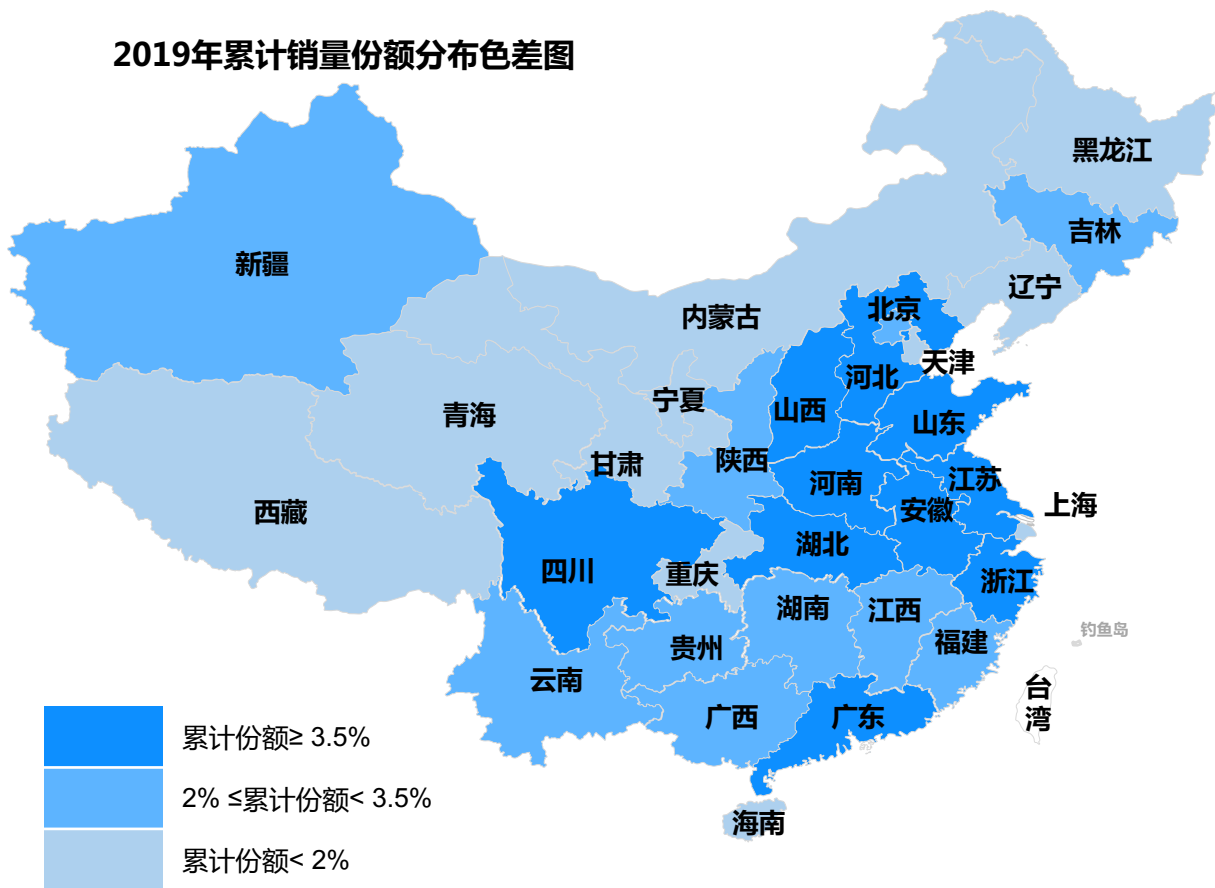 2019年累计销量份额分布色差图
黑龙江
吉林
新疆
辽宁
北京
内蒙古
天津
河北
宁夏
山西
青海
山东
陕西
甘肃
江苏
河南
上海
安徽
西藏
湖北
四川
重庆
浙江
湖南
江西
钓鱼岛
福建
贵州
云南
台
湾
广西
广东
海南
累计份额≥ 3.5%
2% ≤累计份额< 3.5%
累计份额< 2%